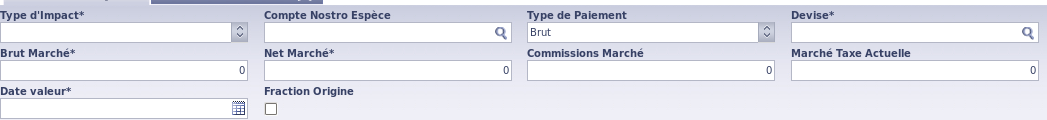 Type d'Impact* Compte Nostro Espèce Type de Paiement Devise*
Brut
Brut Marché* Net Marché* Commissions Marché Marché Taxe Actuelle
0 0 0 0
Date valeur* Fraction Origine